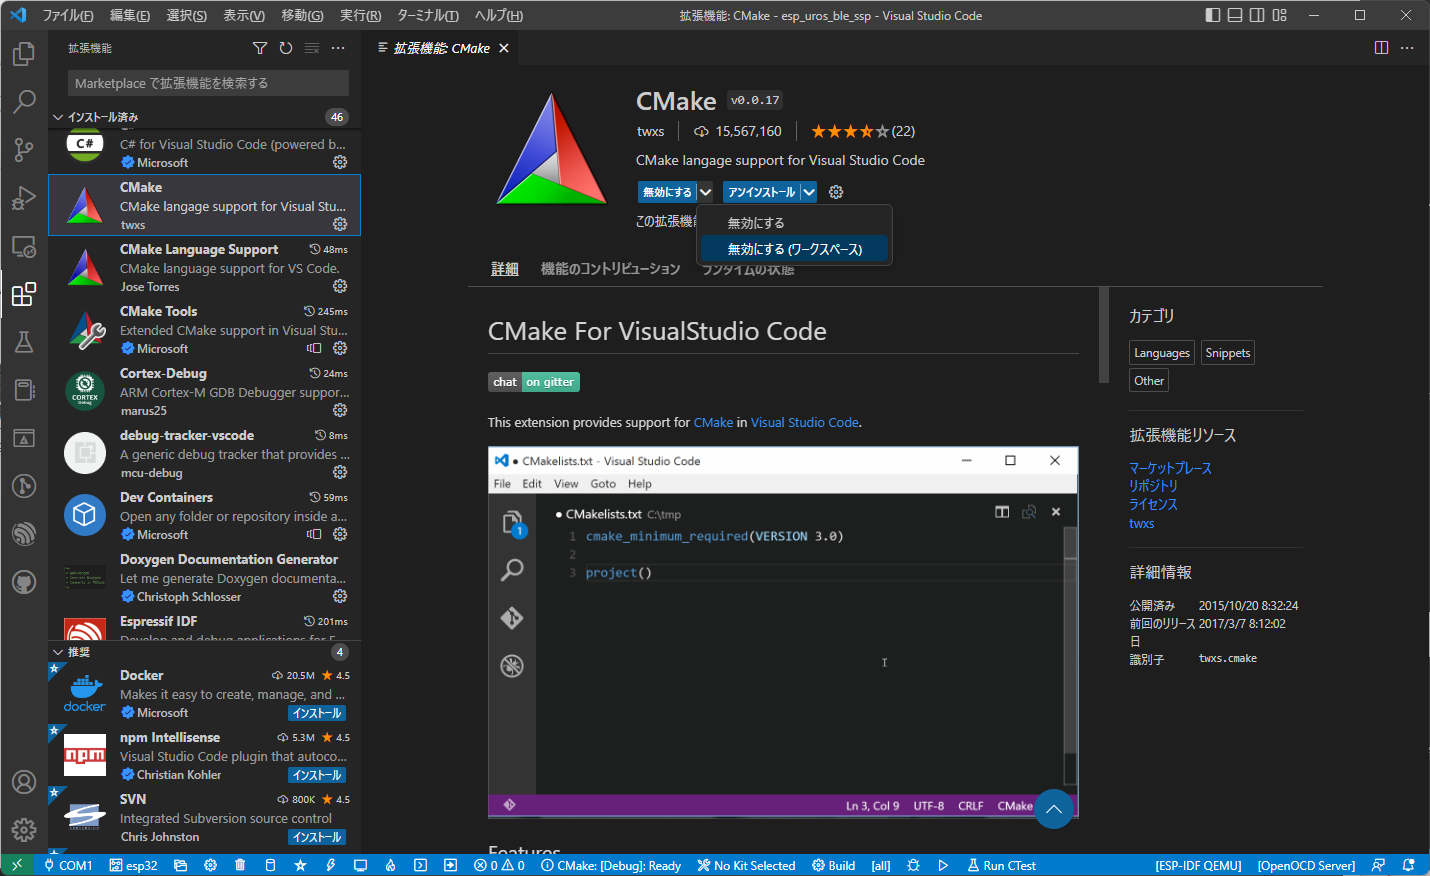 ファイル(F) 編集(E) 選択(S) 表示(V) 移動(G) 実行(R) ターミナル(T) ヘルプ(H) 拡張機能: CMake - esp_uros_ble_ssp - Visual Studio Code
拡張機能
Marketplace で拡張機能を検索する
インストール済み 46
C#
C# for Visual Studio Code (powered b...
Microsoft
CMake
CMake langage support for Visual Stu...
twxs
CMake Language Support 48ms
CMake language support for VS Code.
Jose Torres
CMake Tools 245ms
Extended CMake support in Visual Stu...
Microsoft
CORTEX
Debug
Cortex-Debug 24ms
ARM Cortex-M GDB Debugger suppor...
marus25
debug-tracker-vscode 8ms
A generic debug tracker that provides ...
mcu-debug
Dev Containers 59ms
Open any folder or repository inside a...
Microsoft
Doxygen Documentation Generator
Let me generate Doxygen documenta...
Christoph Schlosser
Espressif IDF 201ms
Develop and debug applications for E...
推奨 4
docker
Docker 20.5M 4.5
Makes it easy to create, manage, and ...
Microsoft インストール
npm
npm Intellisense 5.3M 4.5
Visual Studio Code plugin that autoco...
Christian Kohler インストール
SVN 800K 4.5
Integrated Subversion source control
Chris Johnston インストール
拡張機能: CMake
CMake v0.0.17
twxs 15,567,160 (22)
CMake langage support for Visual Studio Code
無効にする アンインストール
この拡張機能
無効にする
無効にする (ワークスペース)
詳細 機能のコントリビューション ランタイムの状態
CMake For VisualStudio Code
chat on gitter
This extension provides support for CMake in Visual Studio Code.
● CMakelists.txt - Visual Studio Code
File Edit View Goto Help
1
● CMakelists.txt C:\tmp
1 cmake_minimum_required(VERSION 3.0)
2
3 project()
Ln 3, Col 9 UTF-8 CRLF CMake
Features
カテゴリ
Languages Snippets
Other
拡張機能リソース
マーケットプレース
リポジトリ
ライセンス
twxs
詳細情報
公開済み 2015/10/20 8:32:24
前回のリリース 2017/3/7 8:12:02
日
識別子 twxs.cmake
COM1 esp32 0 0 CMake: [Debug]: Ready No Kit Selected Build [all] Run CTest [ESP-IDF QEMU] [OpenOCD Server]